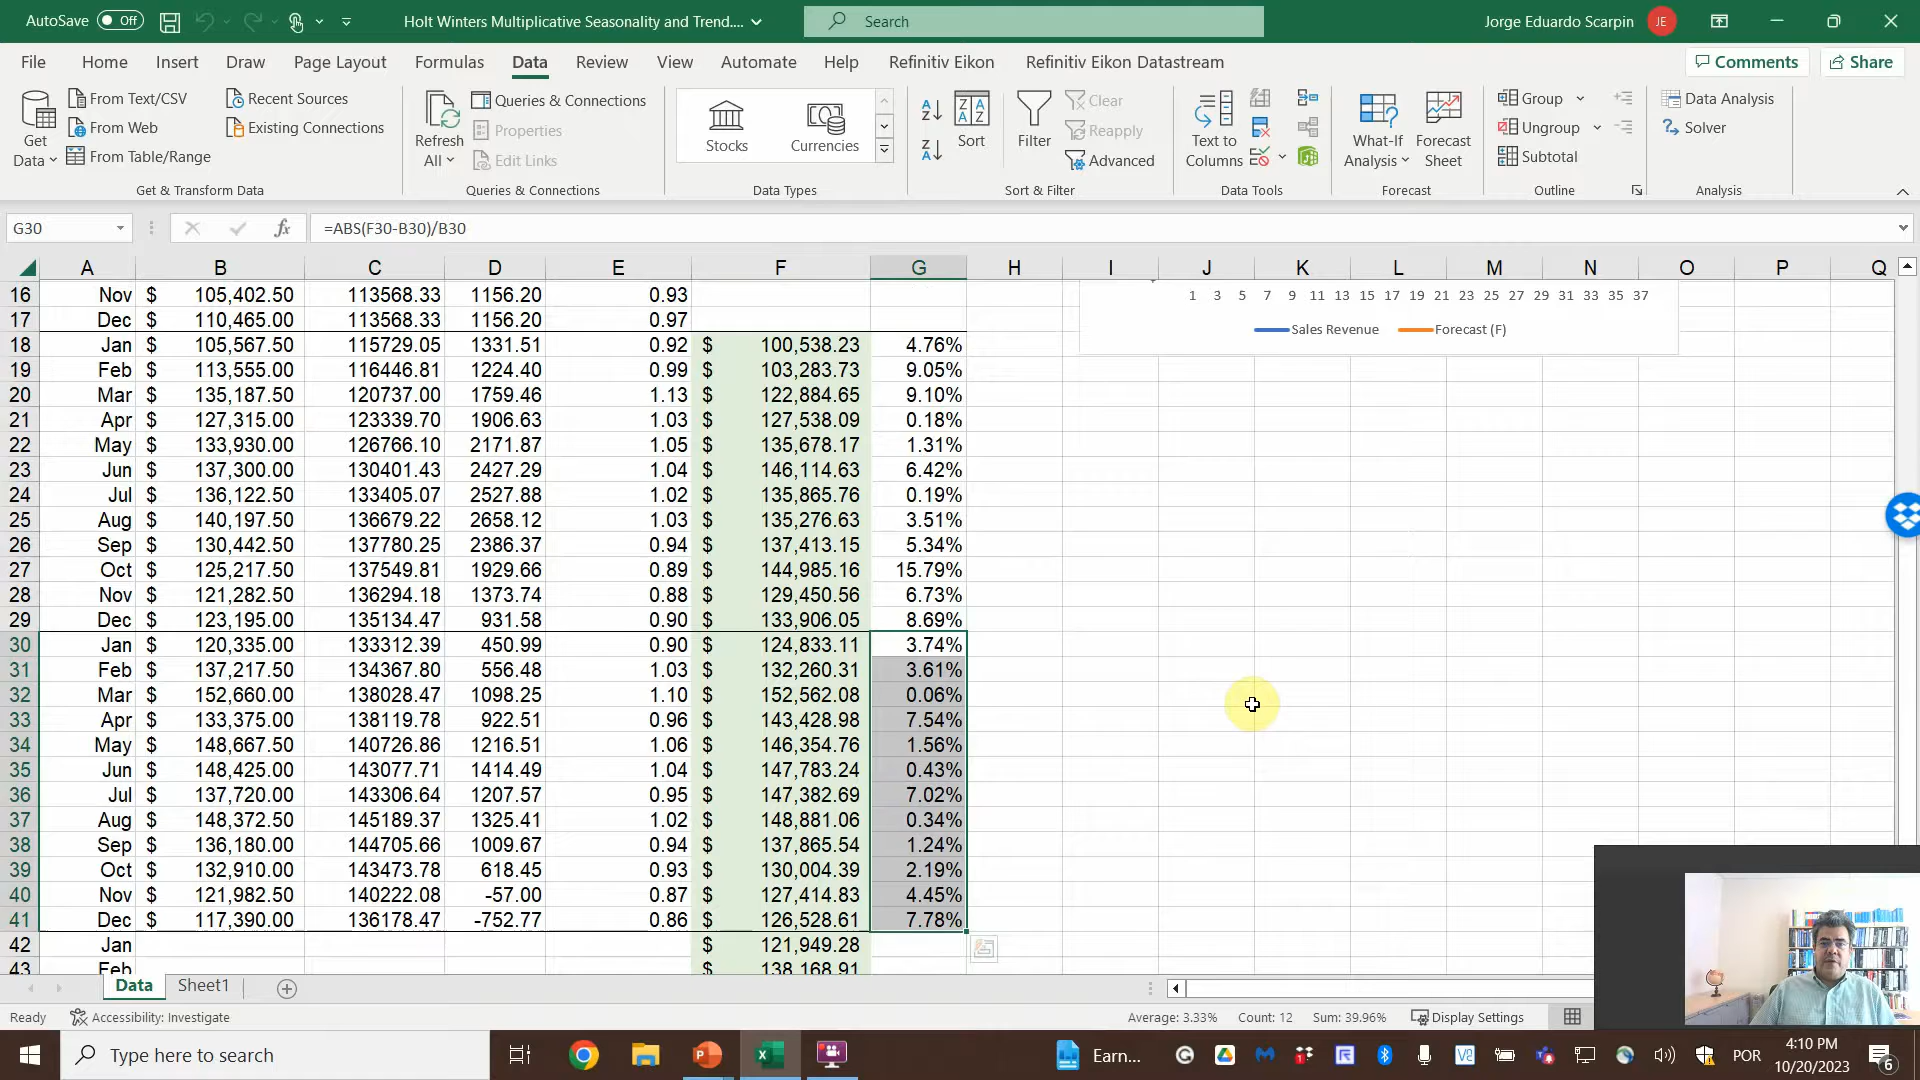 AutoSave Off Holt Winters Multiplicative Seasonality and Trend.... Search Jorge Eduardo Scarpin JE
File Home Insert Draw Page Layout Formulas Data Review View Automate Help Refinitiv Eikon Refinitiv Eikon Datastream Comments Share
Get Data
From Text/CSV
From Web
From Table/Range
Recent Sources
Existing Connections
Get & Transform Data
Refresh All
Queries & Connections
Properties
Edit Links
Queries & Connections
Stocks
Currencies
Data Types
Sort
Filter
Clear
Reapply
Advanced
Sort & Filter
Text to Columns
Data Tools
What-If Analysis
Forecast Sheet
Forecast
Group
Ungroup
Subtotal
Outline
Data Analysis
Solver
Analysis
G30 fx =ABS(F30-B30)/B30
A B C D E F G H I J K L M N O P Q
16 Nov $ 105,402.50 113568.33 1156.20 0.93
17 Dec $ 110,465.00 113568.33 1156.20 0.97
18 Jan $ 105,567.50 115729.05 1331.51 0.92 $ 100,538.23 4.76%
19 Feb $ 113,555.00 116446.81 1224.40 0.99 $ 103,283.73 9.05%
20 Mar $ 135,187.50 120737.00 1759.46 1.13 $ 122,884.65 9.10%
21 Apr $ 127,315.00 123339.70 1906.63 1.03 $ 127,538.09 0.18%
22 May $ 133,930.00 126766.10 2171.87 1.05 $ 135,678.17 1.31%
23 Jun $ 137,300.00 130401.43 2427.29 1.04 $ 146,114.63 6.42%
24 Jul $ 136,122.50 133405.07 2527.88 1.02 $ 135,865.76 0.19%
25 Aug $ 140,197.50 136679.22 2658.12 1.03 $ 135,276.63 3.51%
26 Sep $ 130,442.50 137780.25 2386.37 0.94 $ 137,413.15 5.34%
27 Oct $ 125,217.50 137549.81 1929.66 0.89 $ 144,985.16 15.79%
28 Nov $ 121,282.50 136294.18 1373.74 0.88 $ 129,450.56 6.73%
29 Dec $ 123,195.00 135134.47 931.58 0.90 $ 133,906.05 8.69%
30 Jan $ 120,335.00 133312.39 450.99 0.90 $ 124,833.11 3.74%
31 Feb $ 137,217.50 134367.80 556.48 1.03 $ 132,260.31 3.61%
32 Mar $ 152,660.00 138028.47 1098.25 1.10 $ 152,562.08 0.06%
33 Apr $ 133,375.00 138119.78 922.51 0.96 $ 143,428.98 7.54%
34 May $ 148,667.50 140726.86 1216.51 1.06 $ 146,354.76 1.56%
35 Jun $ 148,425.00 143077.71 1414.49 1.04 $ 147,783.24 0.43%
36 Jul $ 137,720.00 143306.64 1207.57 0.95 $ 147,382.69 7.02%
37 Aug $ 148,372.50 145189.37 1325.41 1.02 $ 148,881.06 0.34%
38 Sep $ 136,180.00 144705.66 1009.67 0.94 $ 137,865.54 1.24%
39 Oct $ 132,910.00 143473.78 618.45 0.93 $ 130,004.39 2.19%
40 Nov $ 121,982.50 140222.08 -57.00 0.87 $ 127,414.83 4.45%
41 Dec $ 117,390.00 136178.47 -752.77 0.86 $ 126,528.61 7.78%
42 Jan $ 121,949.28
43 Feb $ 138,168.91
1 3 5 7 9 11 13 15 17 19 21 23 25 27 29 31 33 35 37
Sales Revenue Forecast (F)
Data Sheet1
Ready Accessibility: Investigate Average: 3.33% Count: 12 Sum: 39.96% Display Settings
Type here to search Earn... POR 4:10 PM
10/20/2023 6